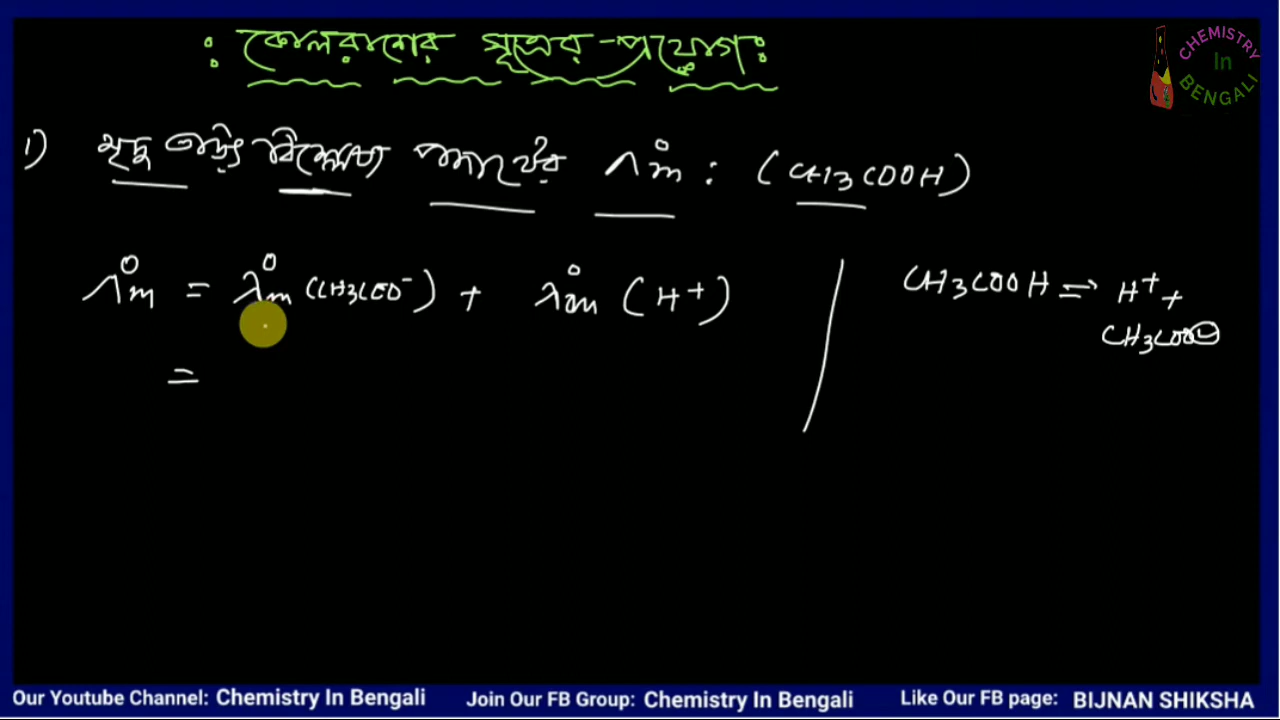 : কোলরাশের সূত্রের প্রয়োগ :
CHEMISTRY In BENGALI
1) মৃদু তড়িৎ বিশ্লেষ্য পদার্থের Λ°m : (CH3COOH)
Λ°m = λ°m (CH3COO⁻) + λ°m (H+)
CH3COOH ⇌ H+ +
CH3COO⊖
=
Our Youtube Channel: Chemistry In Bengali Join Our FB Group: Chemistry In Bengali Like Our FB page: BIJNAN SHIKSHA